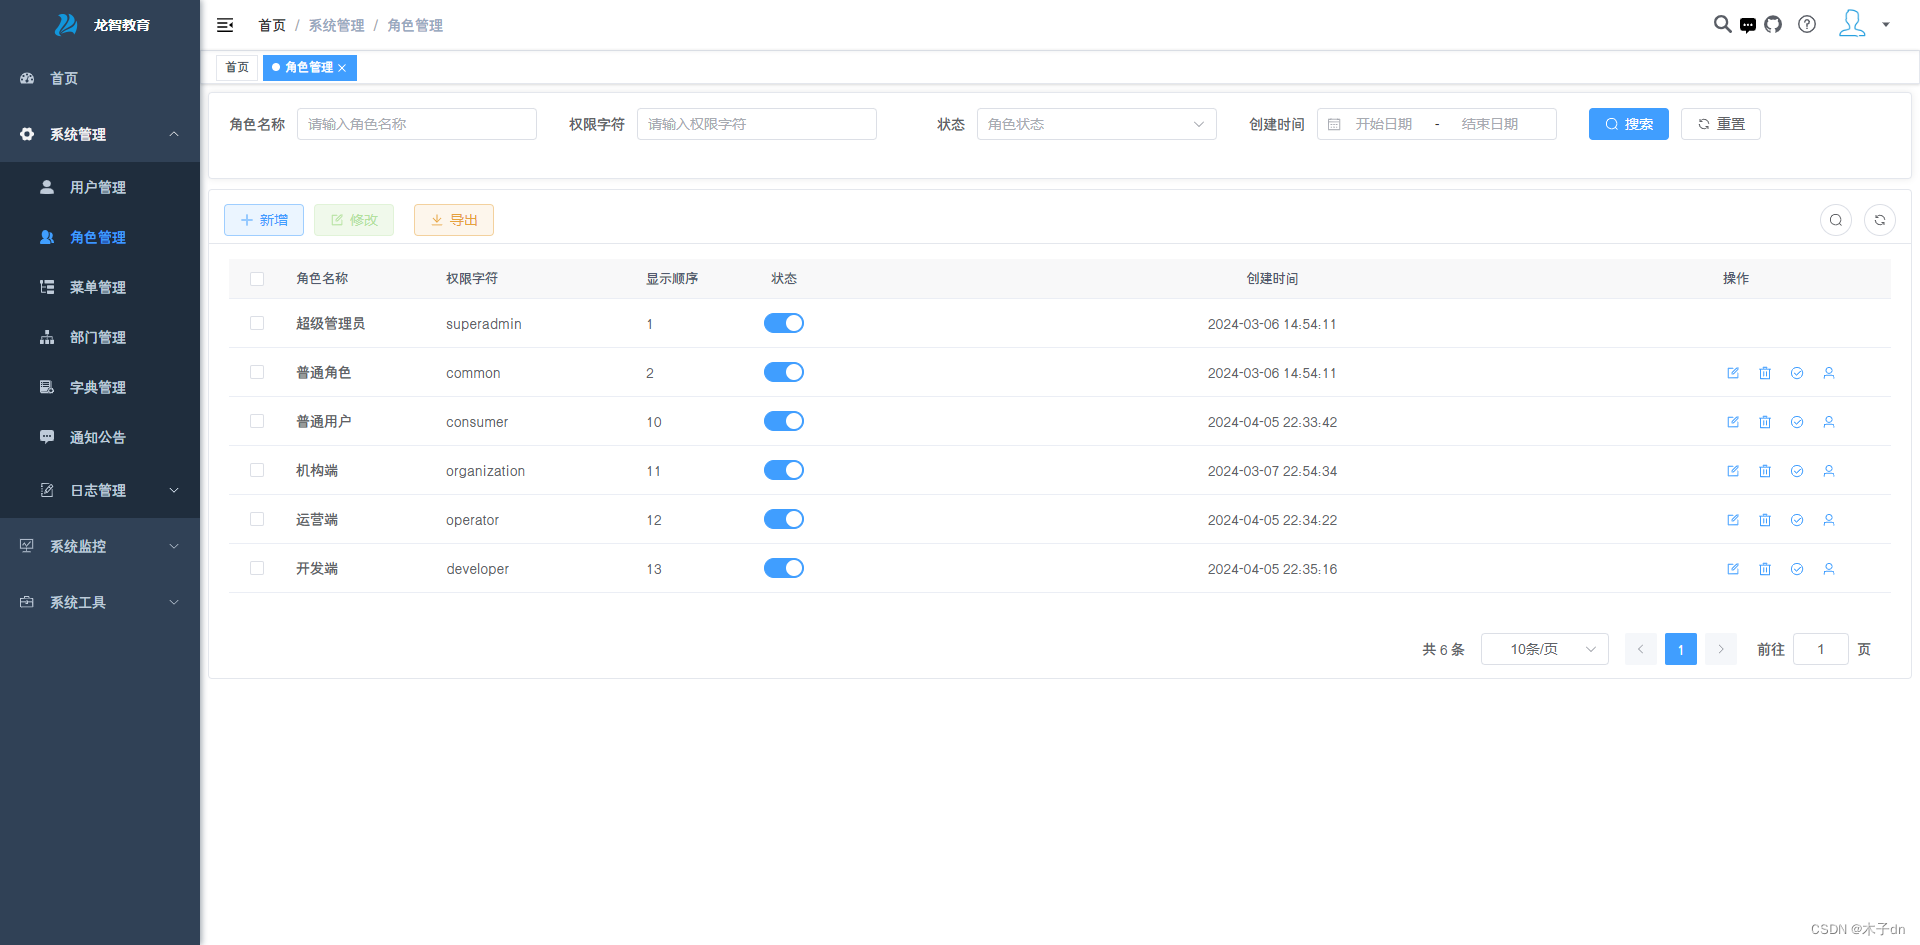 龙智教育
首页
系统管理
用户管理
角色管理
菜单管理
部门管理
字典管理
通知公告
日志管理
系统监控
系统工具
首页 / 系统管理 / 角色管理
首页 角色管理
角色名称 请输入角色名称 权限字符 请输入权限字符 状态 角色状态 创建时间 开始日期 - 结束日期 搜索 重置
新增 修改 导出
角色名称 权限字符 显示顺序 状态 创建时间 操作
超级管理员 superadmin 1 2024-03-06 14:54:11
普通角色 common 2 2024-03-06 14:54:11
普通用户 consumer 10 2024-04-05 22:33:42
机构端 organization 11 2024-03-07 22:54:34
运营端 operator 12 2024-04-05 22:34:22
开发端 developer 13 2024-04-05 22:35:16
共 6 条 10条/页 1 前往 1 页
CSDN @木子dn